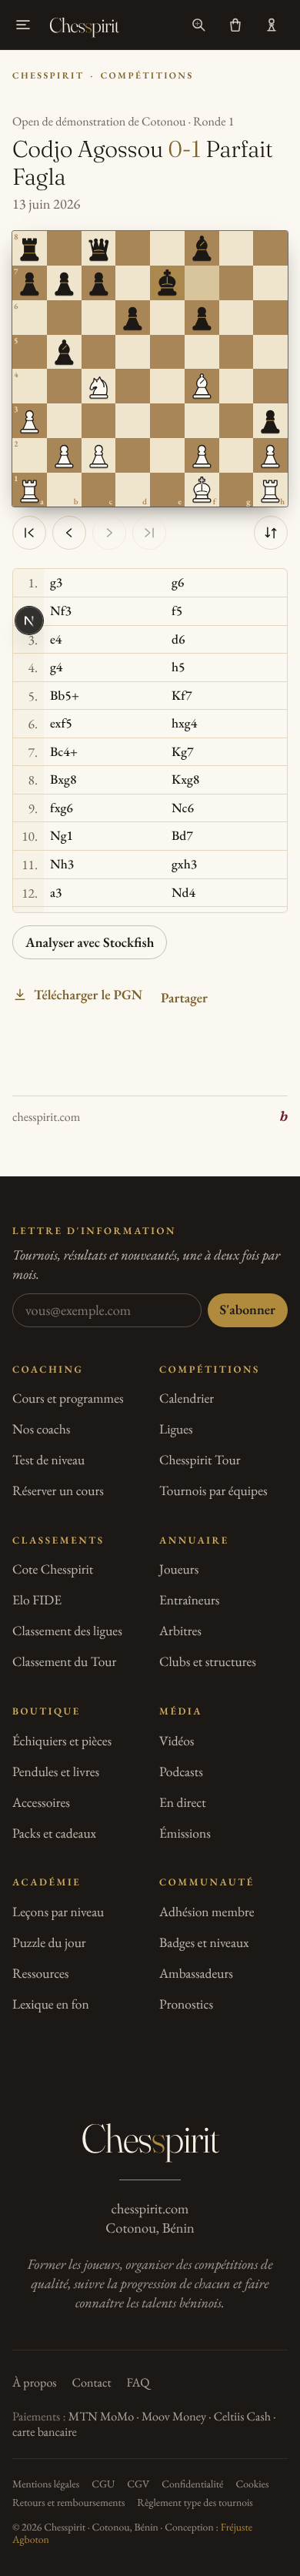 Chesspirit
CHESSPIRIT · COMPÉTITIONS
Open de démonstration de Cotonou · Ronde 1
Codjo Agossou 0-1 Parfait
Fagla
13 juin 2026
8
7
6
5
4
3
2
1 a b c d e f g h
1. g3 g6
2. Nf3 f5
3. e4 d6
4. g4 h5
5. Bb5+ Kf7
6. exf5 hxg4
7. Bc4+ Kg7
8. Bxg8 Kxg8
9. fxg6 Nc6
10. Ng1 Bd7
11. Nh3 gxh3
12. a3 Nd4
N
Analyser avec Stockfish
Télécharger le PGN Partager
chesspirit.com b
LETTRE D'INFORMATION
Tournois, résultats et nouveautés, une à deux fois par
mois.
vous@exemple.com S'abonner
COACHING
Cours et programmes
Nos coachs
Test de niveau
Réserver un cours
COMPÉTITIONS
Calendrier
Ligues
Chesspirit Tour
Tournois par équipes
CLASSEMENTS
Cote Chesspirit
Elo FIDE
Classement des ligues
Classement du Tour
ANNUAIRE
Joueurs
Entraîneurs
Arbitres
Clubs et structures
BOUTIQUE
Échiquiers et pièces
Pendules et livres
Accessoires
Packs et cadeaux
MÉDIA
Vidéos
Podcasts
En direct
Émissions
ACADÉMIE
Leçons par niveau
Puzzle du jour
Ressources
Lexique en fon
COMMUNAUTÉ
Adhésion membre
Badges et niveaux
Ambassadeurs
Pronostics
Chesspirit
chesspirit.com
Cotonou, Bénin
Former les joueurs, organiser des compétitions de
qualité, suivre la progression de chacun et faire
connaître les talents béninois.
À propos Contact FAQ
Paiements : MTN MoMo · Moov Money · Celtiis Cash ·
carte bancaire
Mentions légales CGU CGV Confidentialité Cookies
Retours et remboursements Règlement type des tournois
© 2026 Chesspirit · Cotonou, Bénin · Conception : Fréjuste
Agboton